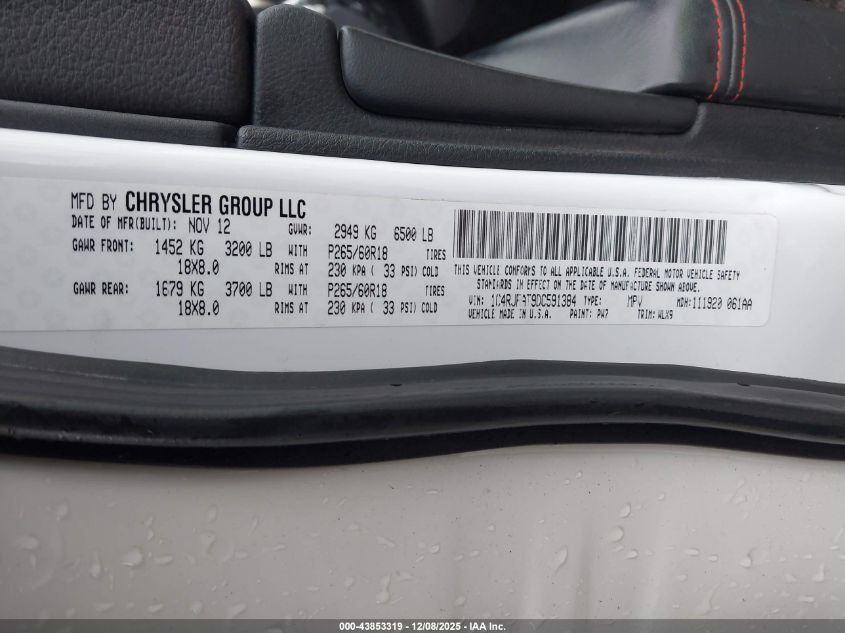 MFD BY CHRYSLER GROUP LLC
DATE OF MFR(BUILT): NOV 12 GVWR: 2949 KG 6500 LB
GAWR FRONT: 1452 KG 3200 LB WITH P265/60R18 TIRES
18X8.0 RIMS AT 230 KPA ( 33 PSI) COLD
GAWR REAR: 1679 KG 3700 LB WITH P265/60R18 TIRES
18X8.0 RIMS AT 230 KPA ( 33 PSI) COLD
THIS VEHICLE CONFORMS TO ALL APPLICABLE U.S.A. FEDERAL MOTOR VEHICLE SAFETY
STANDARDS IN EFFECT ON THE DATE OF MANUFACTURE SHOWN ABOVE.
VIN: TYPE: MPV MDH: 111920 061AA
VEHICLE MADE IN U.S.A. PAINT: PW7 TRIM: WLX9
000-43853319 - 12/08/2025 - IAA Inc.